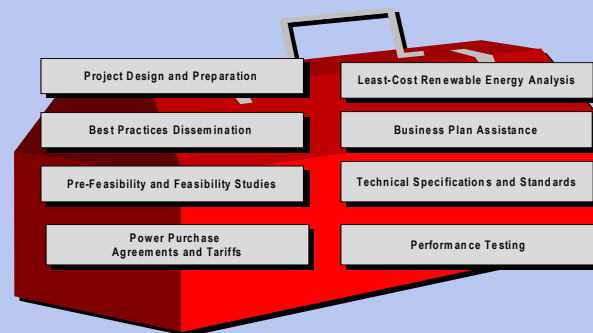 Project Design and Preparation
Least-Cost Renewable Energy Analysis
Best Practices Dissemination
Business Plan Assistance
Pre-Feasibility and Feasibility Studies
Technical Specifications and Standards
Power Purchase
Agreements and Tariffs
Performance Testing